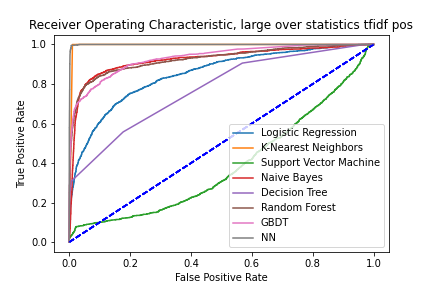 Receiver Operating Characteristic, large over statistics tfidf pos
True Positive Rate
1.0
0.8
0.6
0.4
0.2
0.0
Logistic Regression
K-Nearest Neighbors
Support Vector Machine
Naive Bayes
Decision Tree
Random Forest
GBDT
NN
0.0 0.2 0.4 0.6 0.8 1.0
False Positive Rate